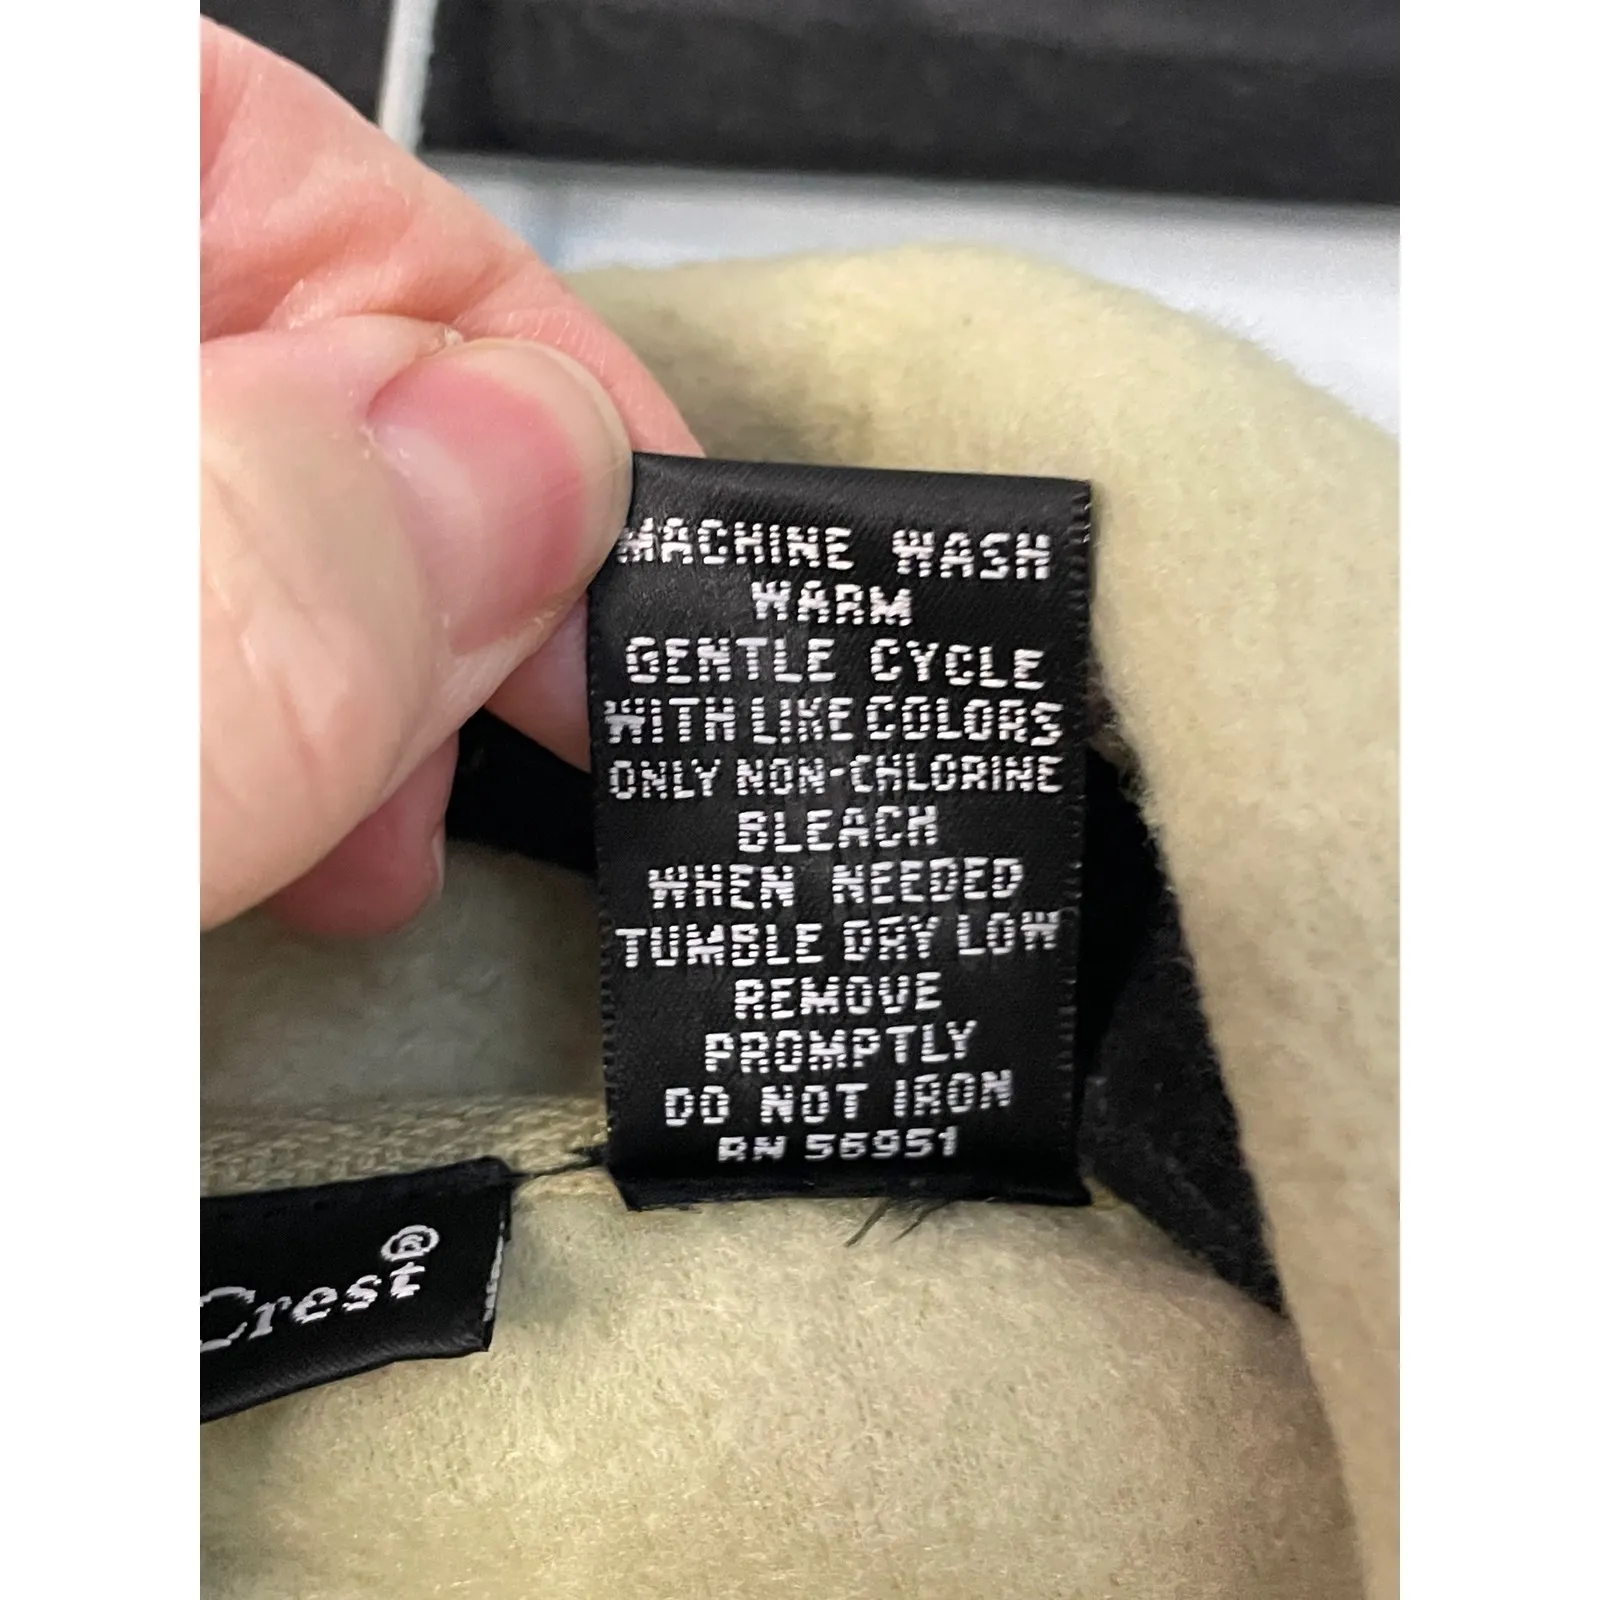 MACHINE WASH
WARM
GENTLE CYCLE
WITH LIKE COLORS
ONLY NON-CHLORINE
BLEACH
WHEN NEEDED
TUMBLE DRY LOW
REMOVE
PROMPTLY
DO NOT IRON
RN 56951
Crest®